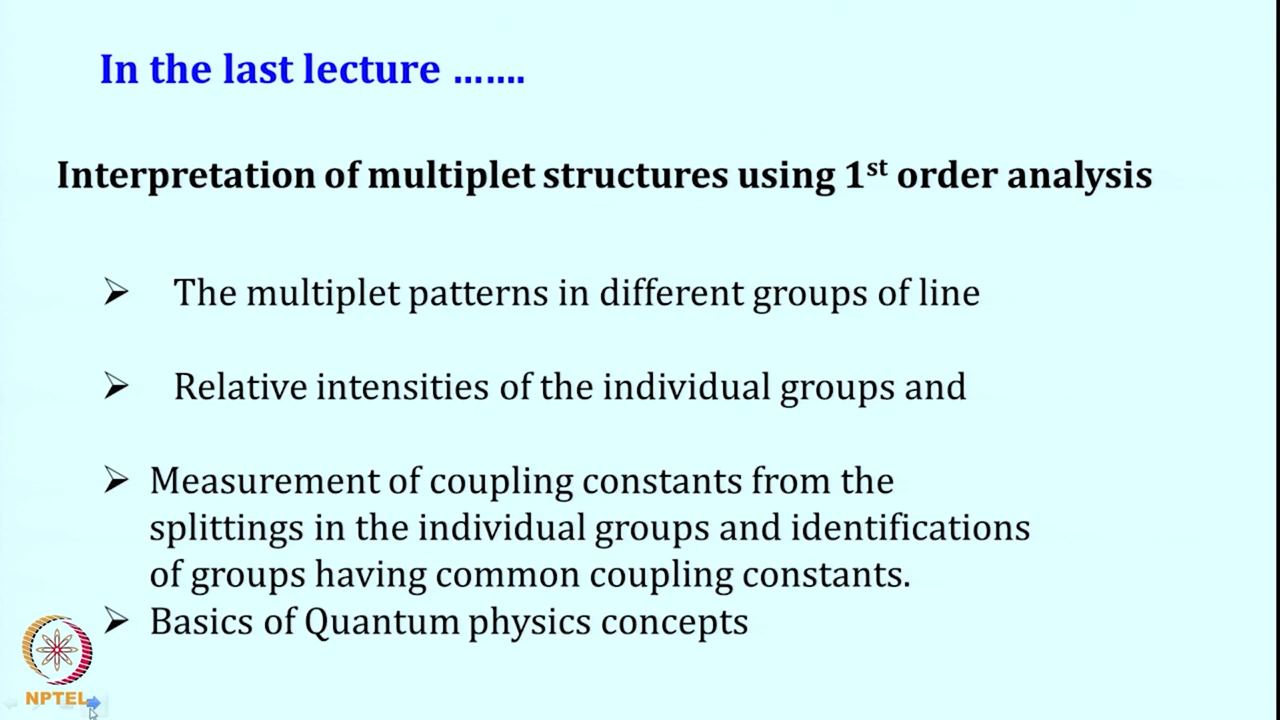 In the last lecture …….
Interpretation of multiplet structures using 1st order analysis
➢ The multiplet patterns in different groups of line
➢ Relative intensities of the individual groups and
➢ Measurement of coupling constants from the
splittings in the individual groups and identifications
of groups having common coupling constants.
➢ Basics of Quantum physics concepts
NPTEL